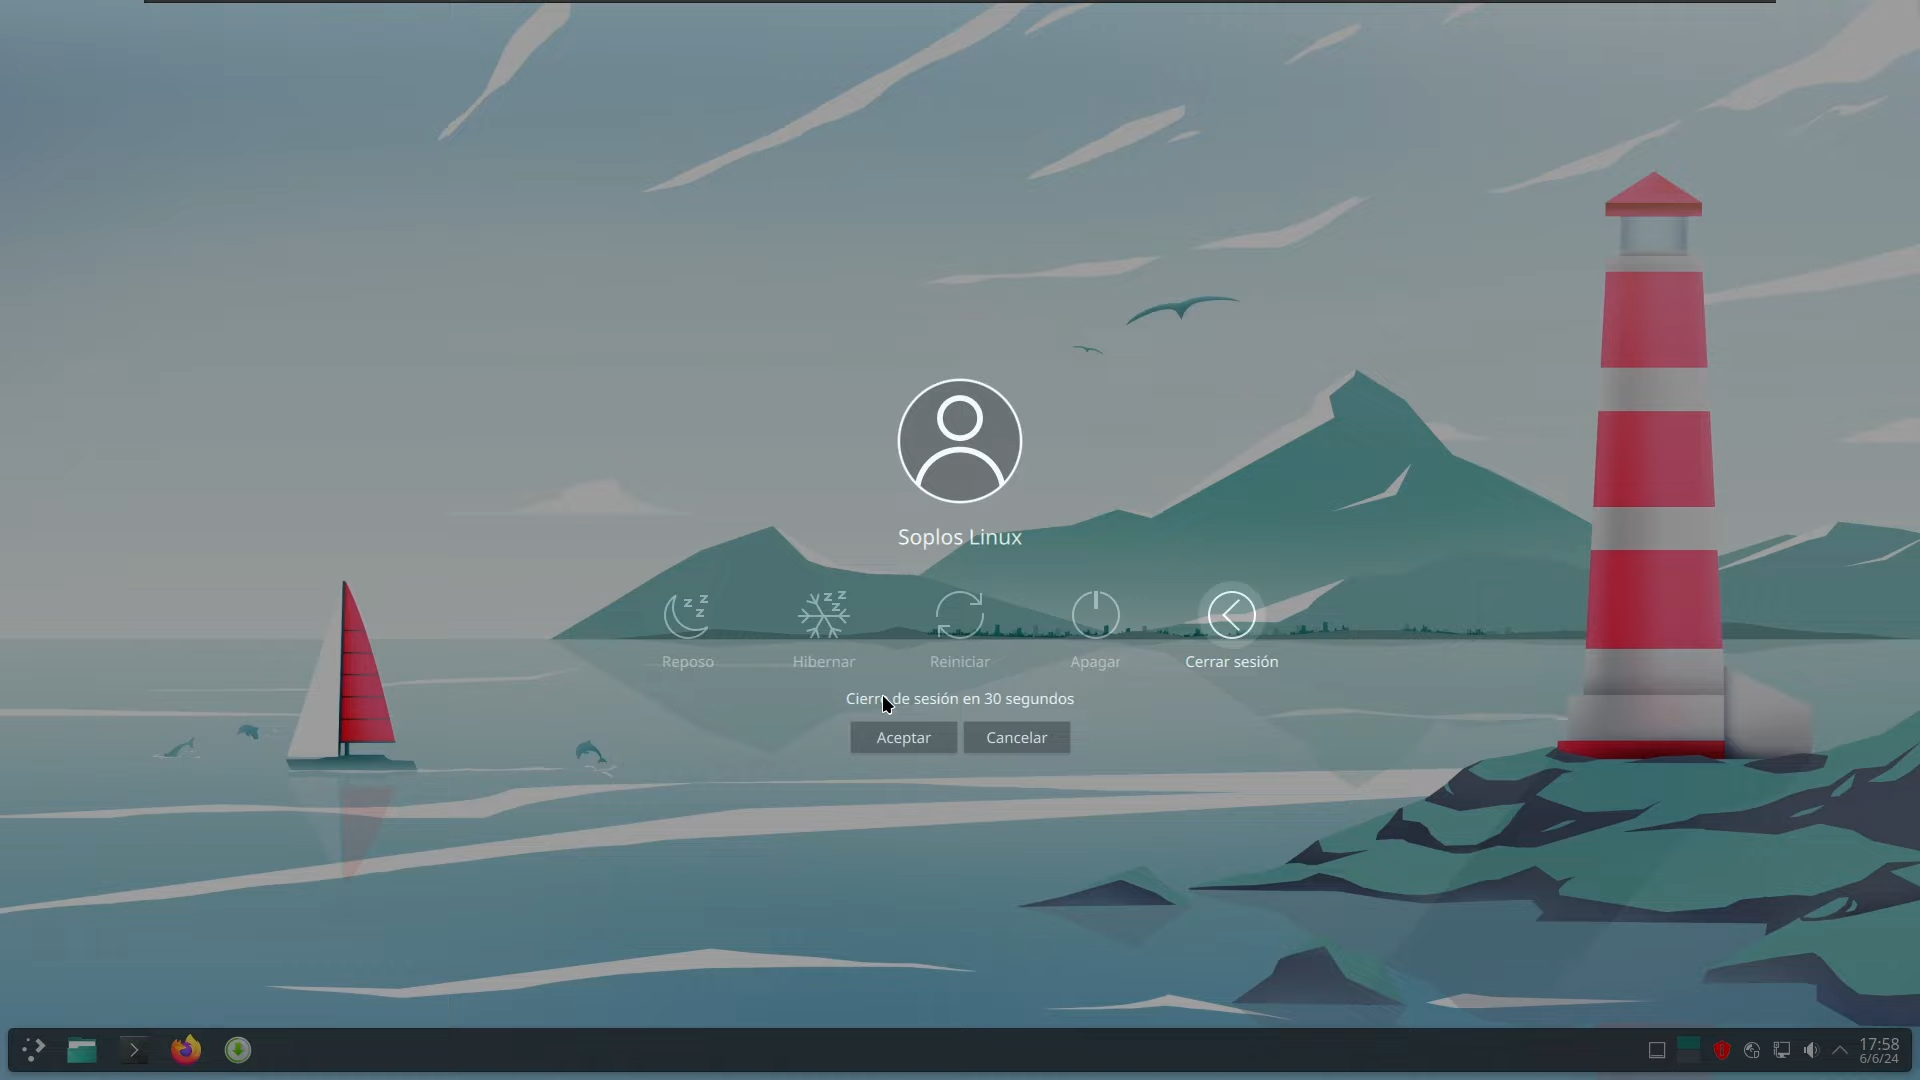 Soplos Linux
Reposo
Hibernar
Reiniciar
Apagar
Cerrar sesión
Cierre de sesión en 30 segundos
Aceptar
Cancelar
17:58
6/6/24